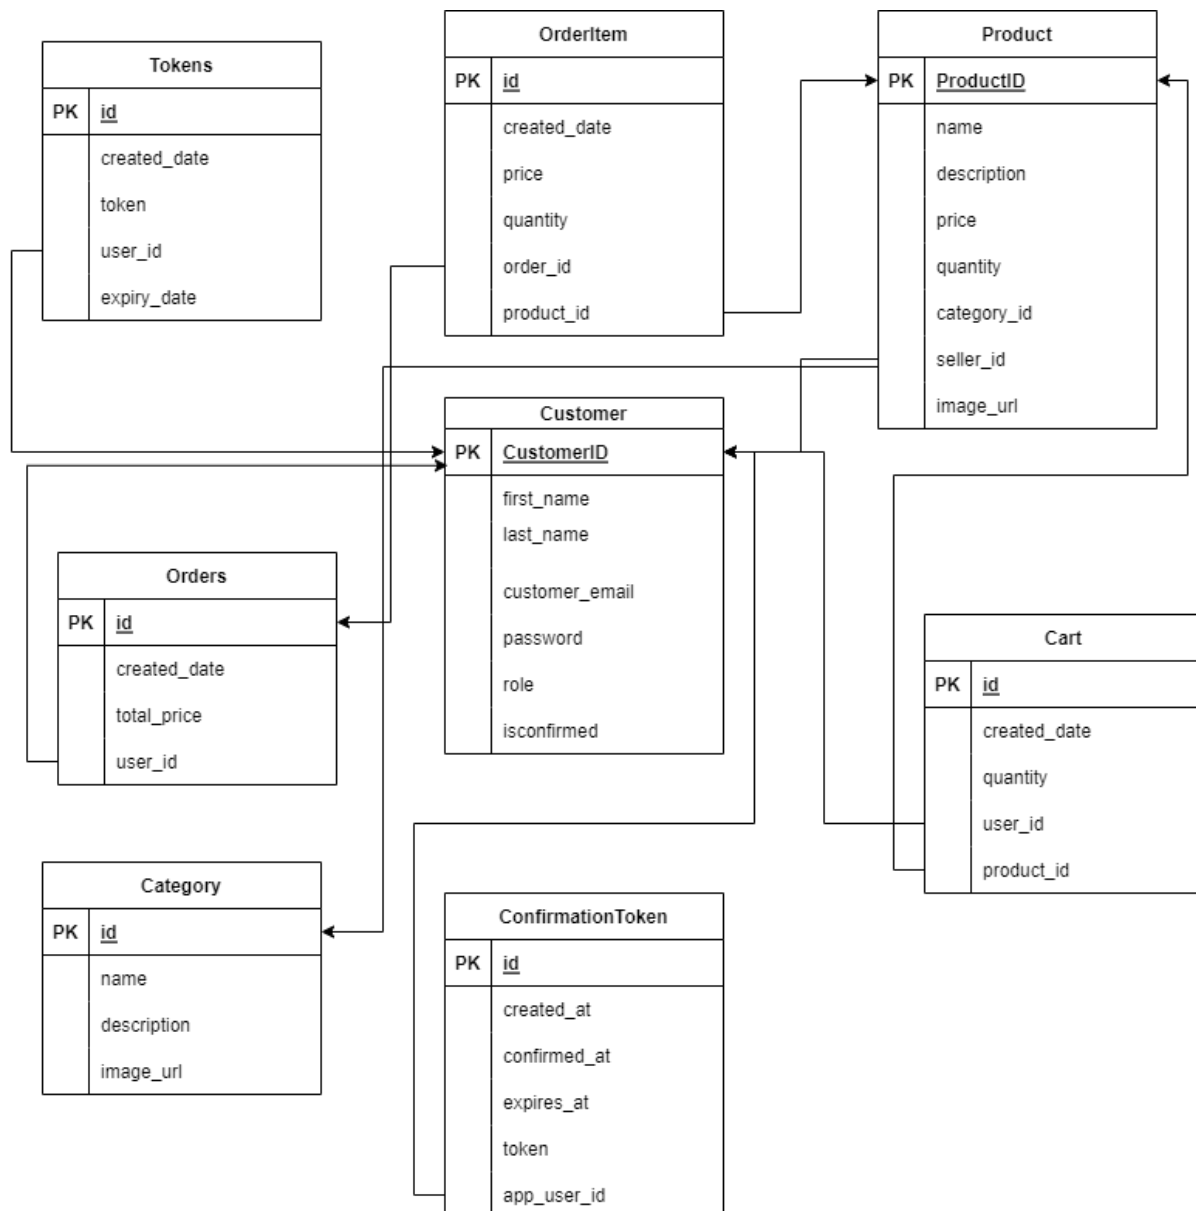 Tokens
PK id
created_date
token
user_id
expiry_date
OrderItem
PK id
created_date
price
quantity
order_id
product_id
Product
PK ProductID
name
description
price
quantity
category_id
seller_id
image_url
Customer
PK CustomerID
first_name
last_name
customer_email
password
role
isconfirmed
Orders
PK id
created_date
total_price
user_id
Cart
PK id
created_date
quantity
user_id
product_id
Category
PK id
name
description
image_url
ConfirmationToken
PK id
created_at
confirmed_at
expires_at
token
app_user_id